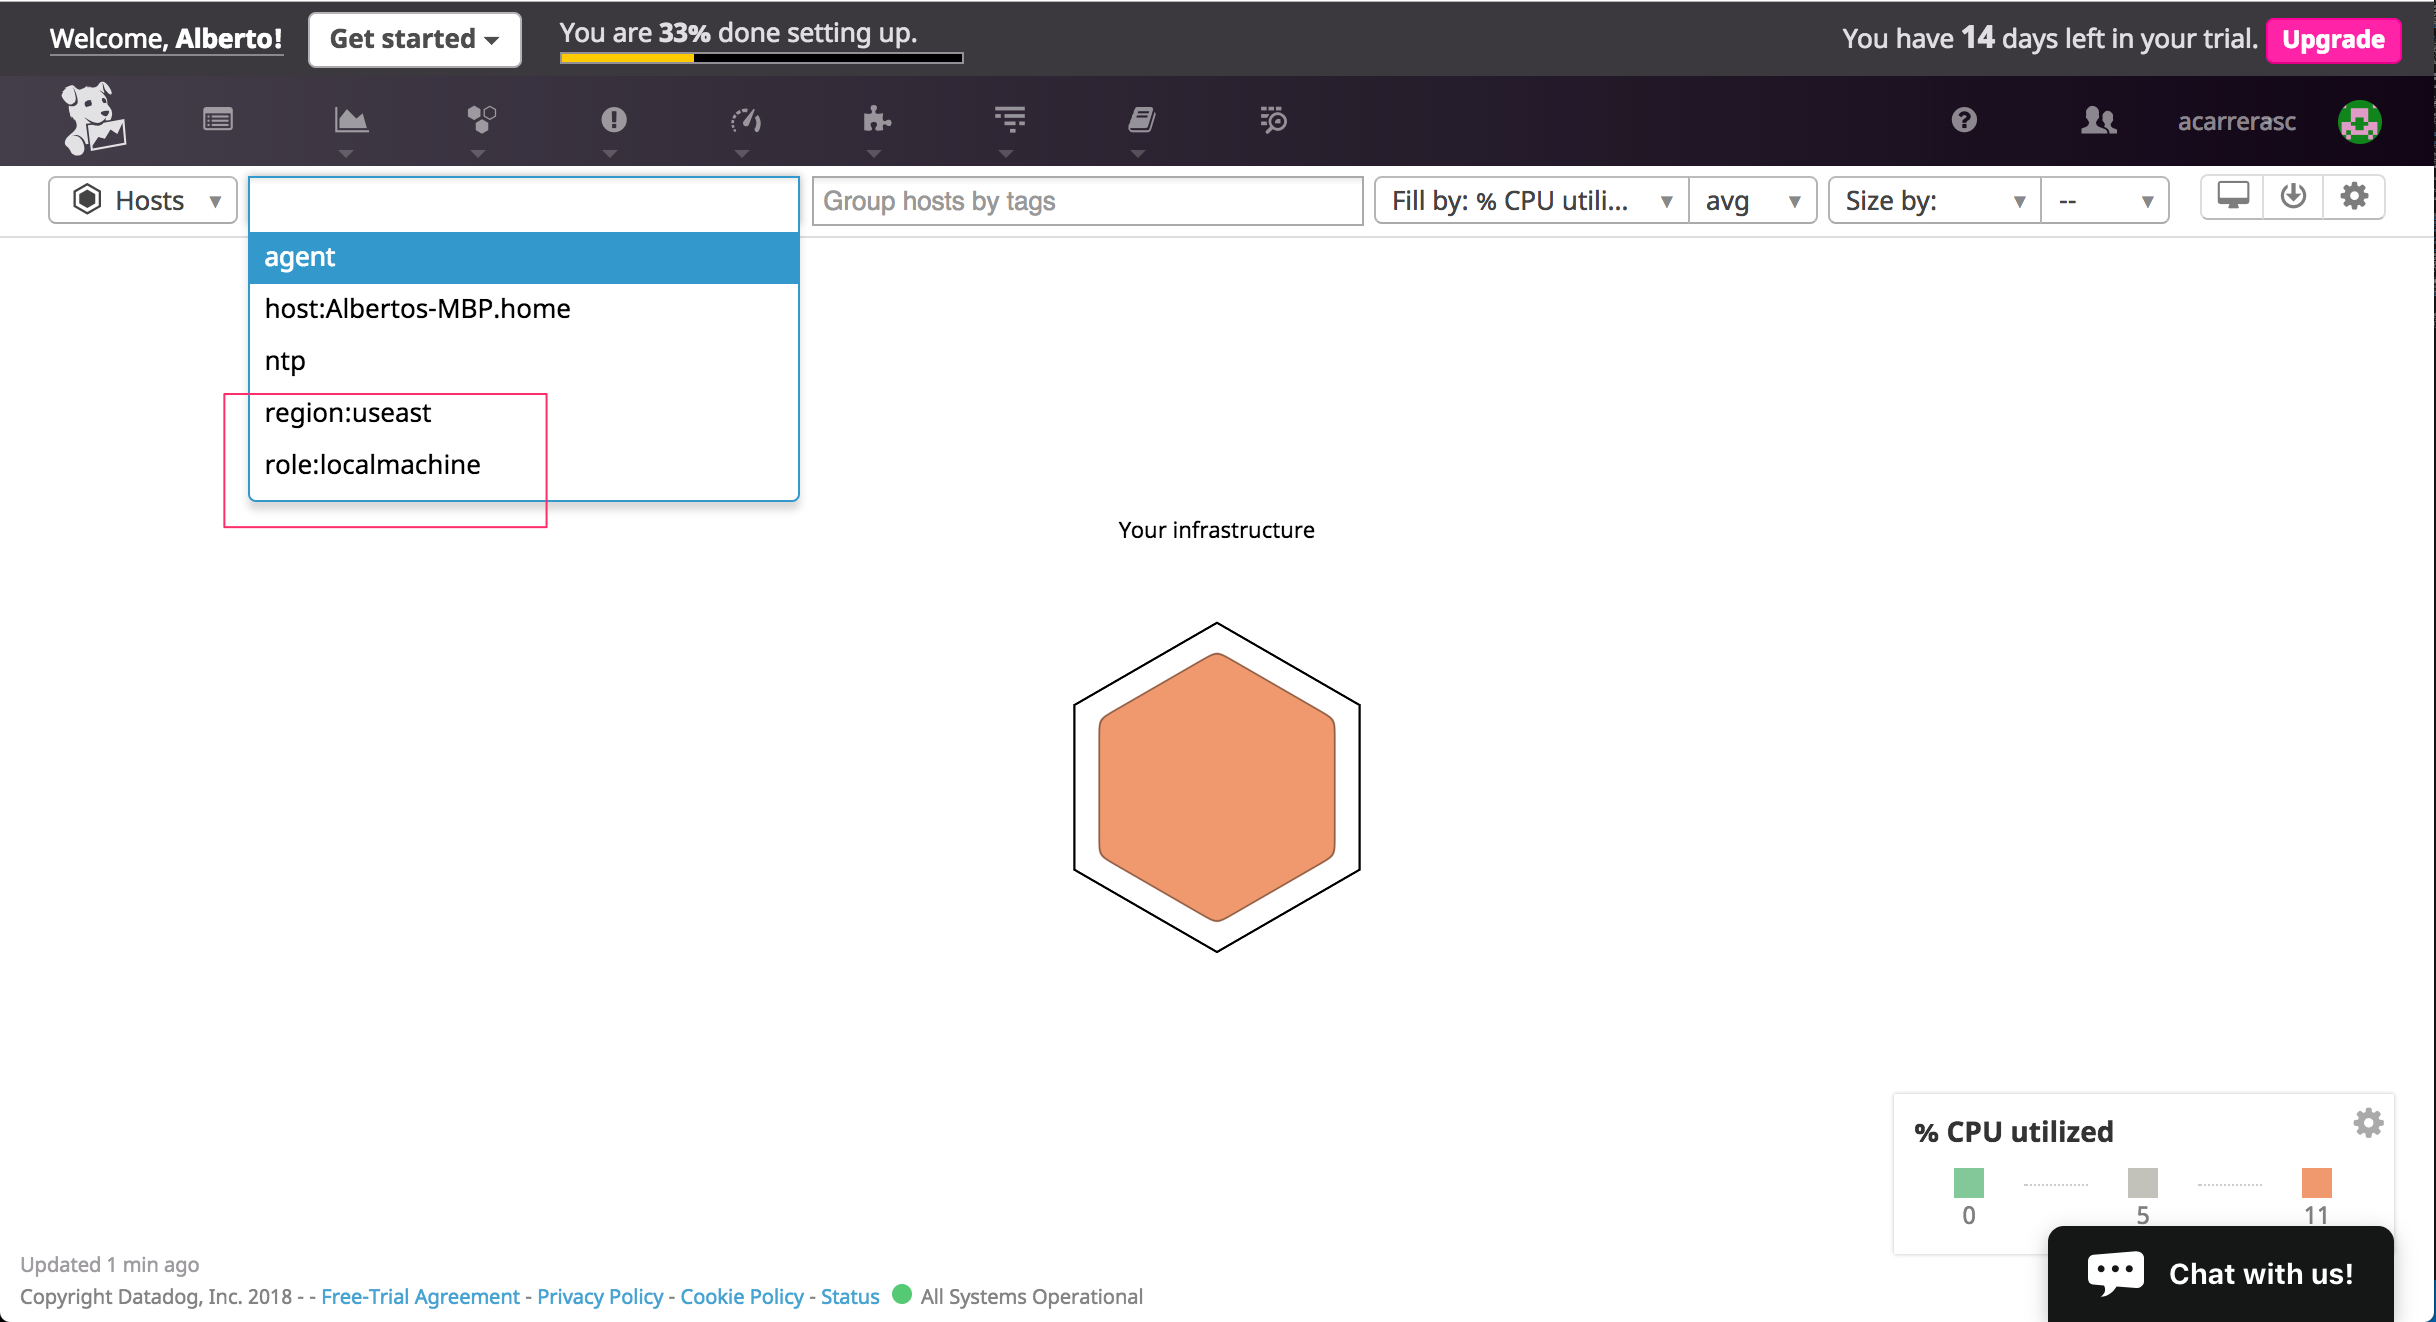 Welcome, Alberto!
Get started
You are 33% done setting up.
You have 14 days left in your trial.
Upgrade
acarrerasc
Hosts
Group hosts by tags
Fill by: % CPU utili...
avg
Size by:
--
agent
host:Albertos-MBP.home
ntp
region:useast
role:localmachine
Your infrastructure
% CPU utilized
0
5
11
Updated 1 min ago
Copyright Datadog, Inc. 2018 - - Free-Trial Agreement - Privacy Policy - Cookie Policy - Status All Systems Operational
Chat with us!